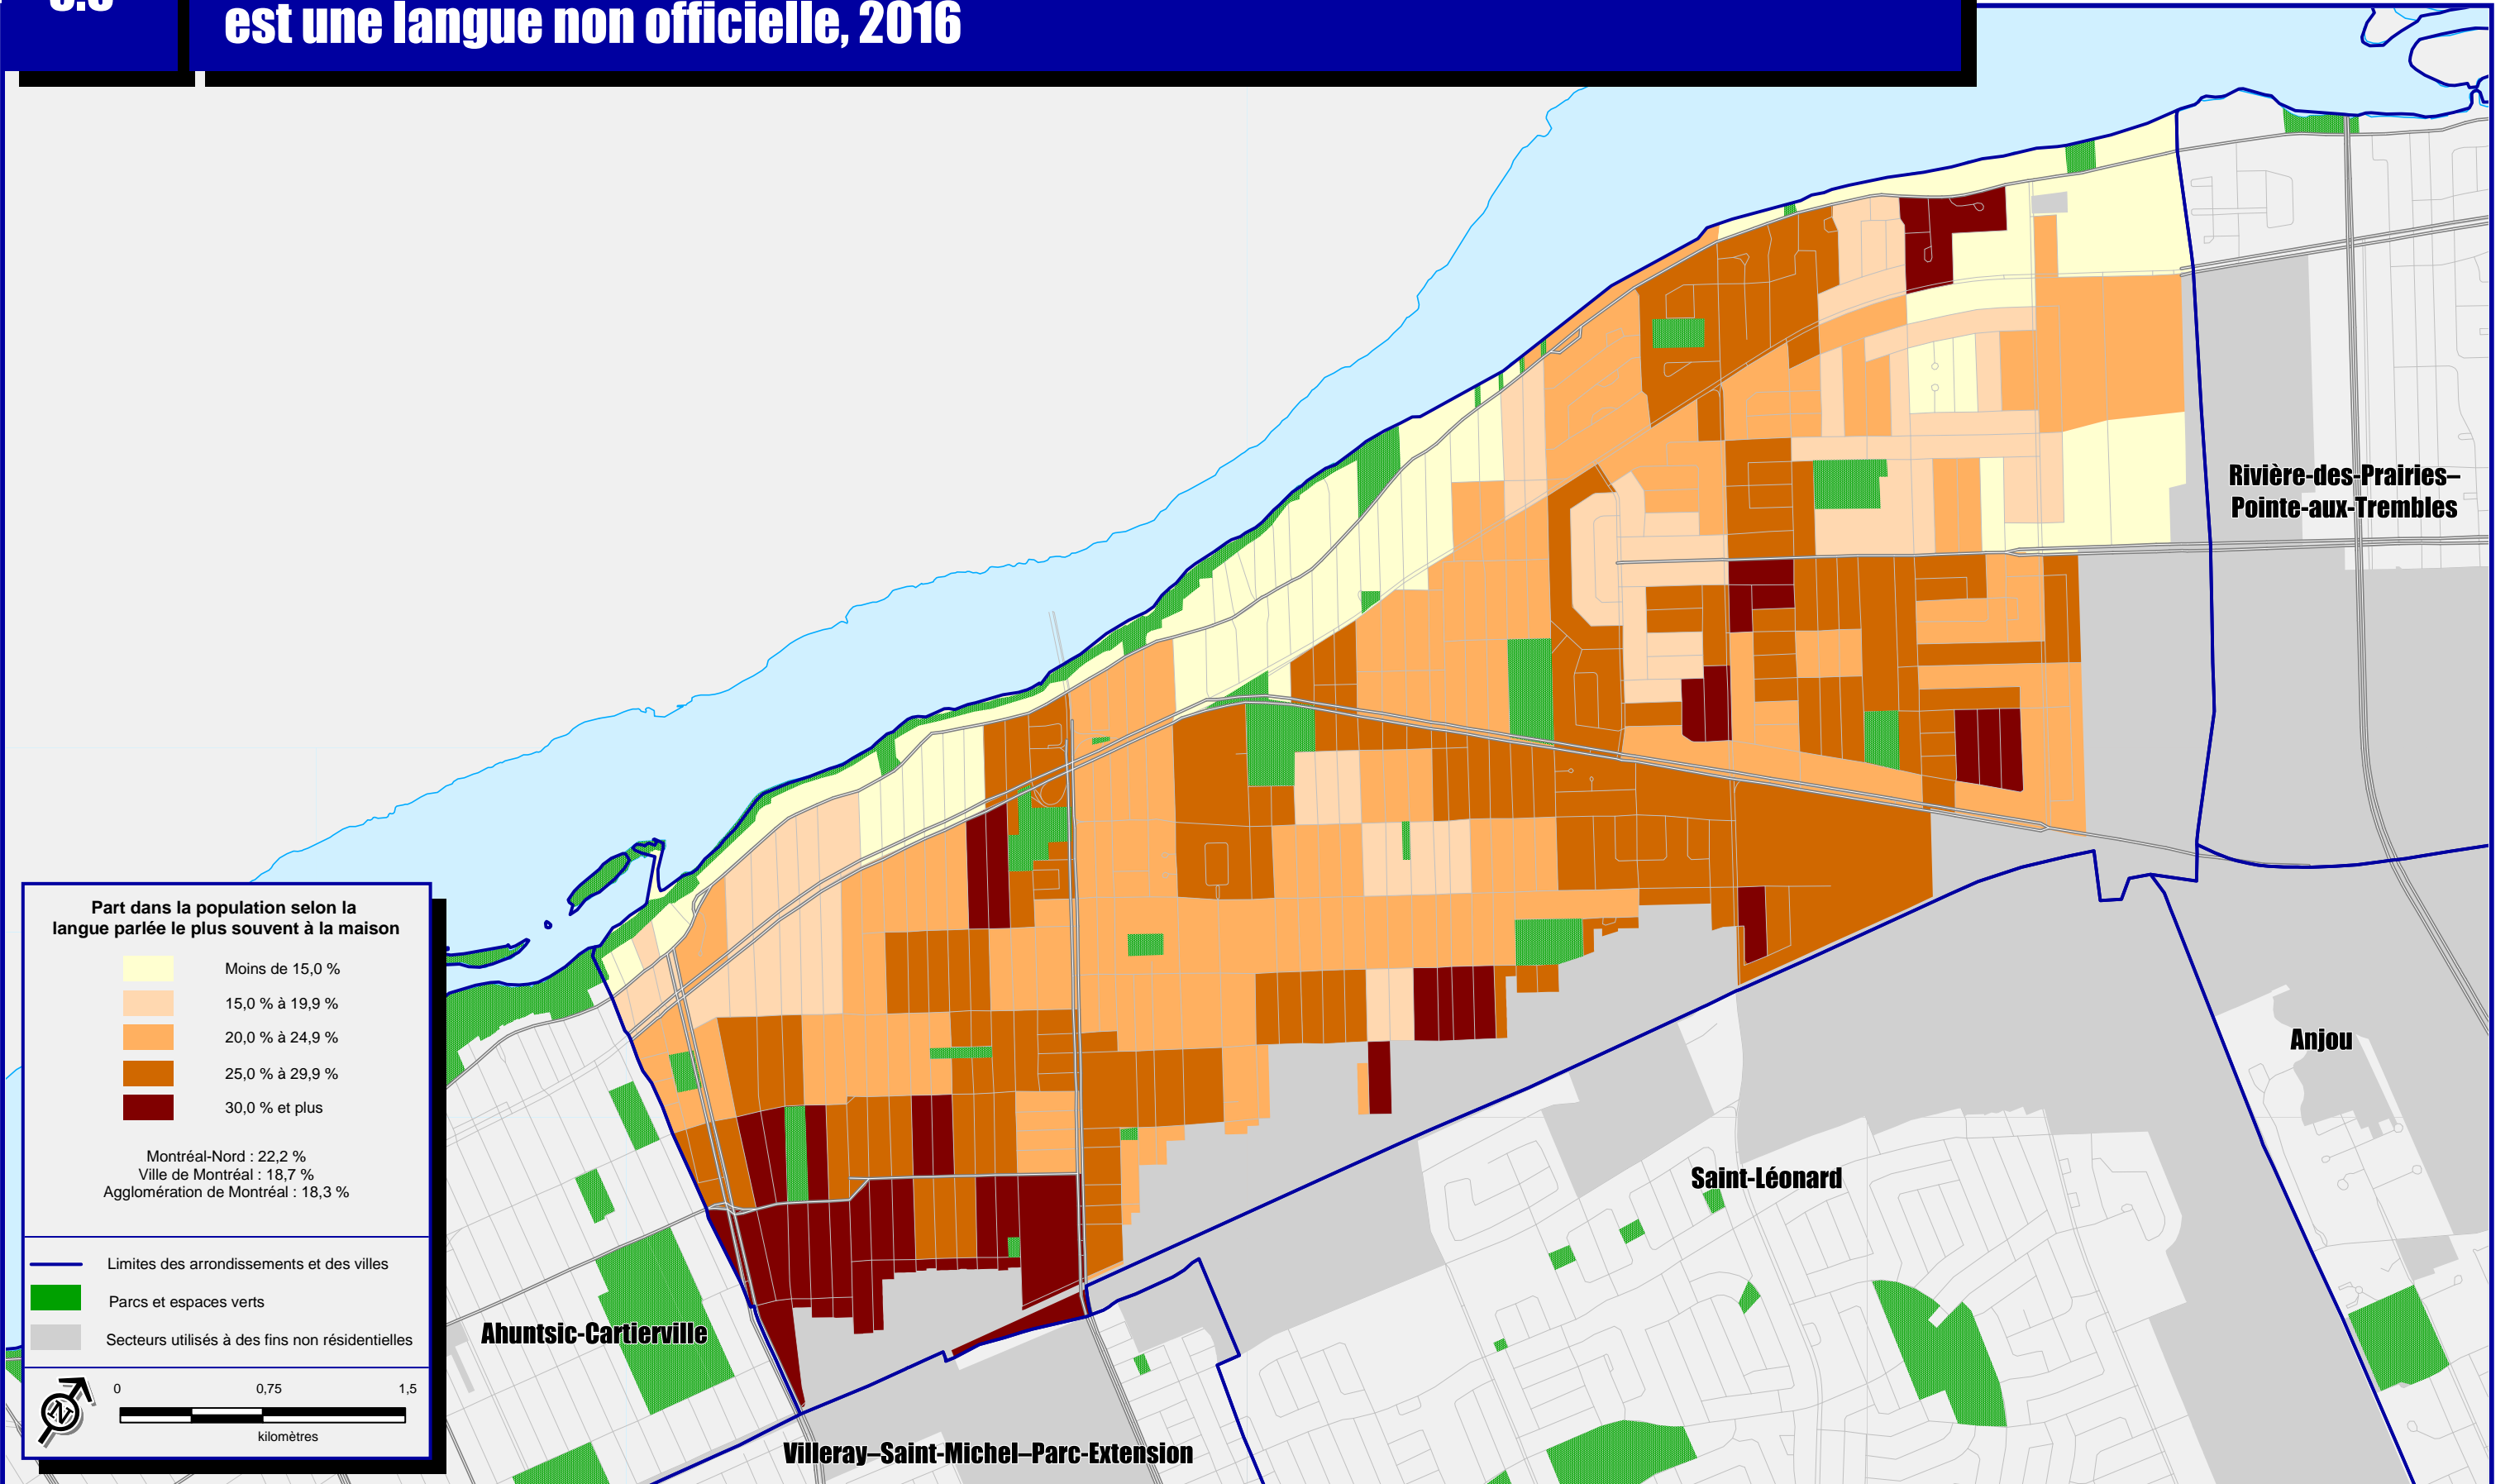 est une langue non officielle, 2016
Rivière-des-Prairies–
Pointe-aux-Trembles
Anjou
Saint-Léonard
Ahuntsic-Cartierville
Villeray–Saint-Michel–Parc-Extension
Part dans la population selon la
langue parlée le plus souvent à la maison
Moins de 15,0 %
15,0 % à 19,9 %
20,0 % à 24,9 %
25,0 % à 29,9 %
30,0 % et plus
Montréal-Nord : 22,2 %
Ville de Montréal : 18,7 %
Agglomération de Montréal : 18,3 %
Limites des arrondissements et des villes
Parcs et espaces verts
Secteurs utilisés à des fins non résidentielles
N
0 0,75 1,5
kilomètres